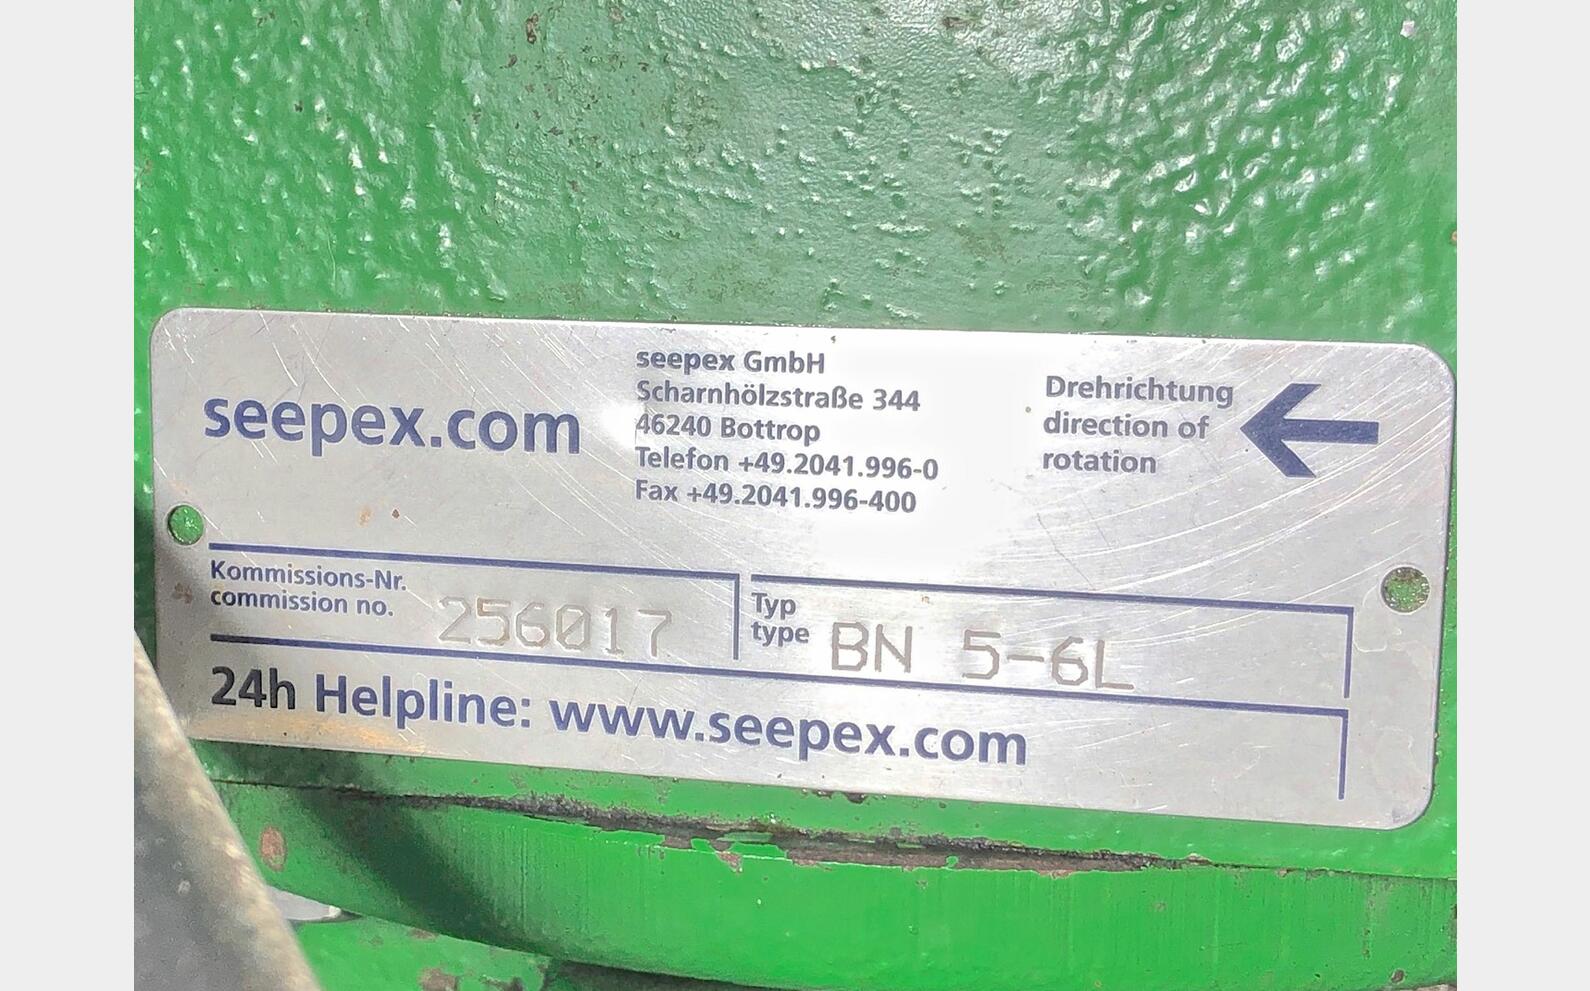 seepex.com
seepex GmbH
Scharnhölzstraße 344
46240 Bottrop
Telefon +49.2041.996-0
Fax +49.2041.996-400
Drehrichtung
direction of
rotation
Kommissions-Nr.
commission no.
256017
Typ
type
BN 5-6L
24h Helpline: www.seepex.com